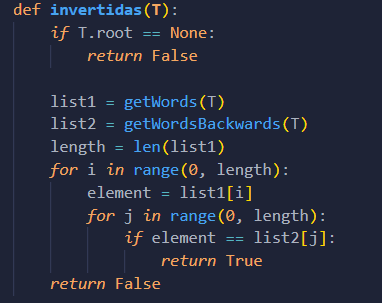 def invertidas(T):
    if T.root == None:
        return False

    list1 = getWords(T)
    list2 = getWordsBackwards(T)
    length = len(list1)
    for i in range(0, length):
        element = list1[i]
        for j in range(0, length):
            if element == list2[j]:
                return True
    return False